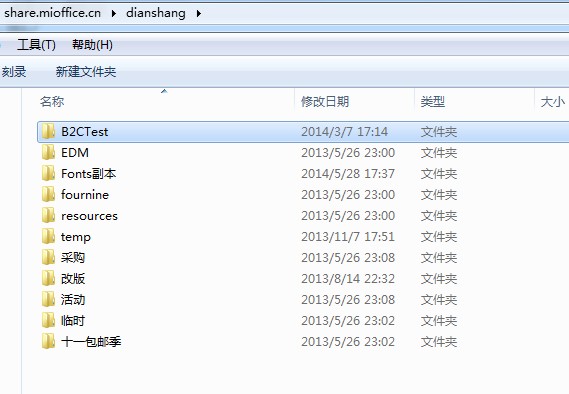 share.mioffice.cn ▶ dianshang ▶
工具(T) 帮助(H)
刻录 新建文件夹
名称 修改日期 类型 大小
B2CTest 2014/3/7 17:14 文件夹
EDM 2013/5/26 23:00 文件夹
Fonts副本 2014/5/28 17:37 文件夹
fournine 2013/5/26 23:00 文件夹
resources 2013/5/26 23:00 文件夹
temp 2013/11/7 17:51 文件夹
采购 2013/5/26 23:08 文件夹
改版 2013/8/14 22:32 文件夹
活动 2013/5/26 23:08 文件夹
临时 2013/5/26 23:02 文件夹
十一包邮季 2013/5/26 23:02 文件夹